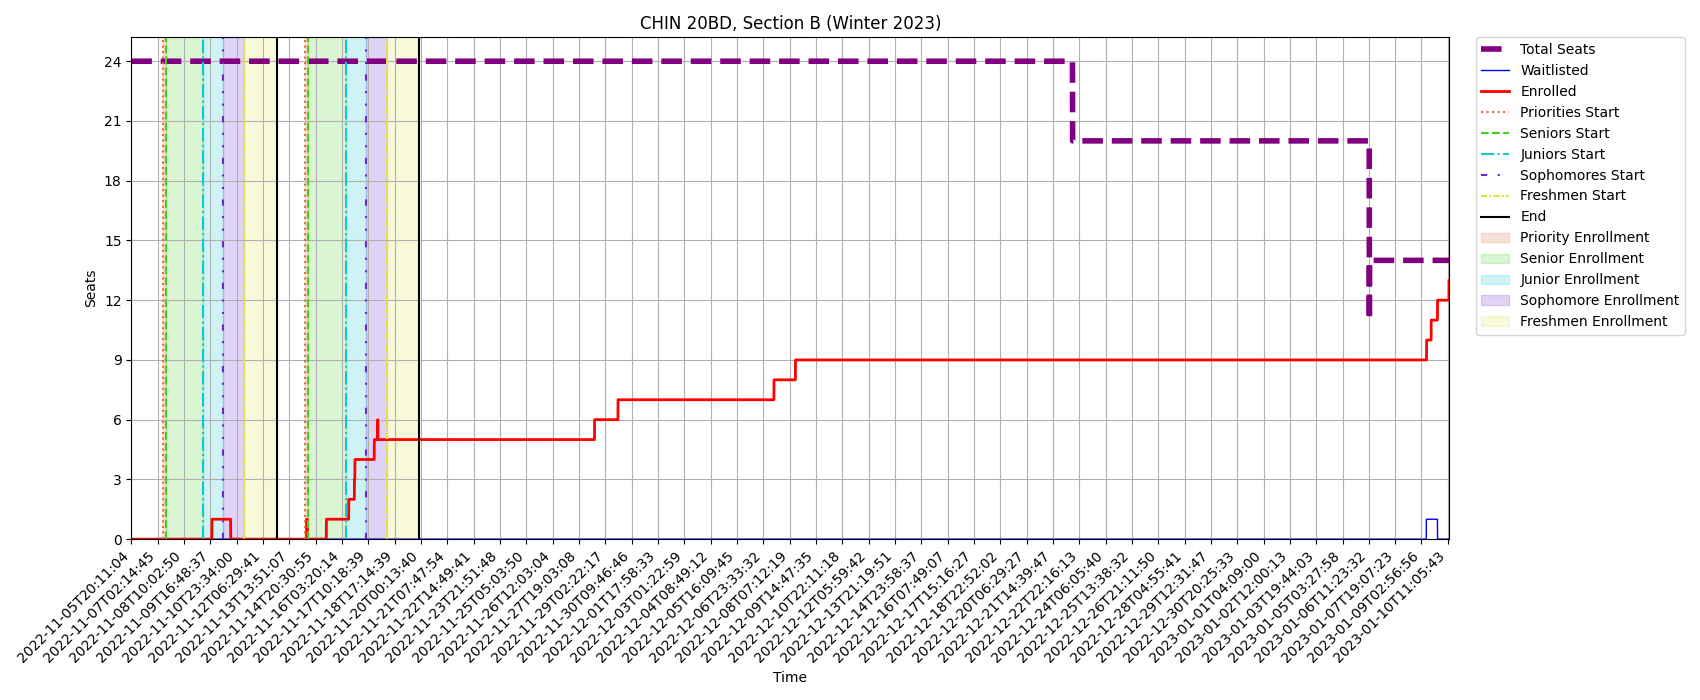 CHIN 20BD, Section B (Winter 2023)
24
21
18
15
12
9
6
3
0
Seats
2022-11-05T20:11:04
2022-11-07T02:14:45
2022-11-08T10:02:50
2022-11-09T16:48:37
2022-11-10T23:34:00
2022-11-12T06:29:41
2022-11-13T13:51:07
2022-11-14T20:30:55
2022-11-16T03:20:14
2022-11-17T10:18:39
2022-11-18T17:14:39
2022-11-20T00:13:40
2022-11-21T07:47:54
2022-11-22T14:49:41
2022-11-23T21:51:48
2022-11-25T05:03:50
2022-11-26T12:03:04
2022-11-27T19:03:08
2022-11-29T02:22:17
2022-11-30T09:46:46
2022-12-01T17:58:33
2022-12-03T01:22:59
2022-12-04T08:49:12
2022-12-05T16:09:45
2022-12-06T23:33:32
2022-12-08T07:12:19
2022-12-09T14:47:35
2022-12-10T22:11:18
2022-12-12T05:59:42
2022-12-13T21:19:51
2022-12-14T23:58:37
2022-12-16T07:49:07
2022-12-17T15:16:27
2022-12-18T22:52:02
2022-12-20T06:29:27
2022-12-21T14:39:47
2022-12-22T22:16:13
2022-12-24T06:05:40
2022-12-25T13:38:32
2022-12-26T21:11:50
2022-12-28T04:55:41
2022-12-29T12:31:47
2022-12-30T20:25:33
2023-01-01T04:09:00
2023-01-02T12:00:13
2023-01-03T19:44:03
2023-01-05T03:27:58
2023-01-06T11:23:32
2023-01-07T19:07:23
2023-01-09T02:56:56
2023-01-10T11:05:43
Time
Total Seats
Waitlisted
Enrolled
Priorities Start
Seniors Start
Juniors Start
Sophomores Start
Freshmen Start
End
Priority Enrollment
Senior Enrollment
Junior Enrollment
Sophomore Enrollment
Freshmen Enrollment